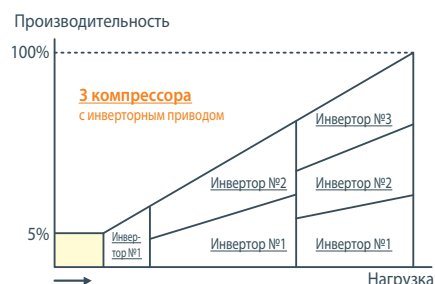 Производительность
100%
3 компрессора
с инверторным приводом
Инвертор №3
Инвертор №2
Инвертор №2
5%
Инвер-
тор №1
Инвертор №1
Инвертор №1
Нагрузка